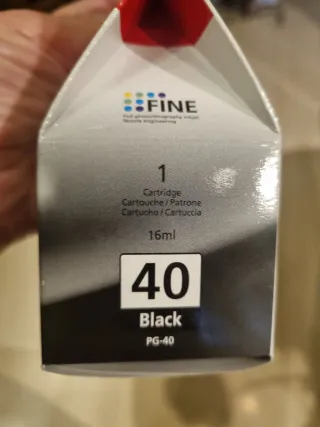 FINE
Full-photolithography Inkjet
Nozzle Engineering
1
Cartridge
Cartouche / Patrone
Cartucho / Cartuccia
16ml
40
Black
PG-40